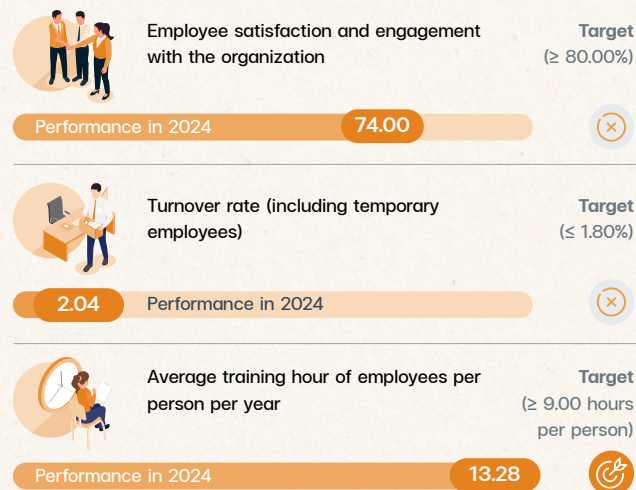 Employee satisfaction and engagement
with the organization
Target
(≥ 80.00%)
Performance in 2024
74.00
Turnover rate (including temporary
employees)
Target
(≤ 1.80%)
2.04
Performance in 2024
Average training hour of employees per
person per year
Target
(≥ 9.00 hours
per person)
Performance in 2024
13.28